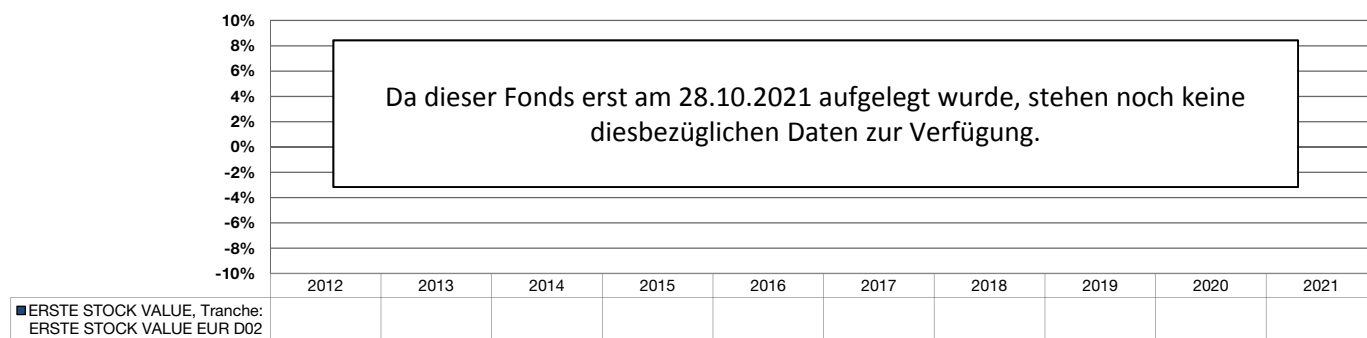 10%
8%
6%
4%
2%
0%
-2%
-4%
-6%
-8%
-10%
Da dieser Fonds erst am 28.10.2021 aufgelegt wurde, stehen noch keine
diesbezüglichen Daten zur Verfügung.
2012 2013 2014 2015 2016 2017 2018 2019 2020 2021
ERSTE STOCK VALUE, Tranche:
ERSTE STOCK VALUE EUR D02